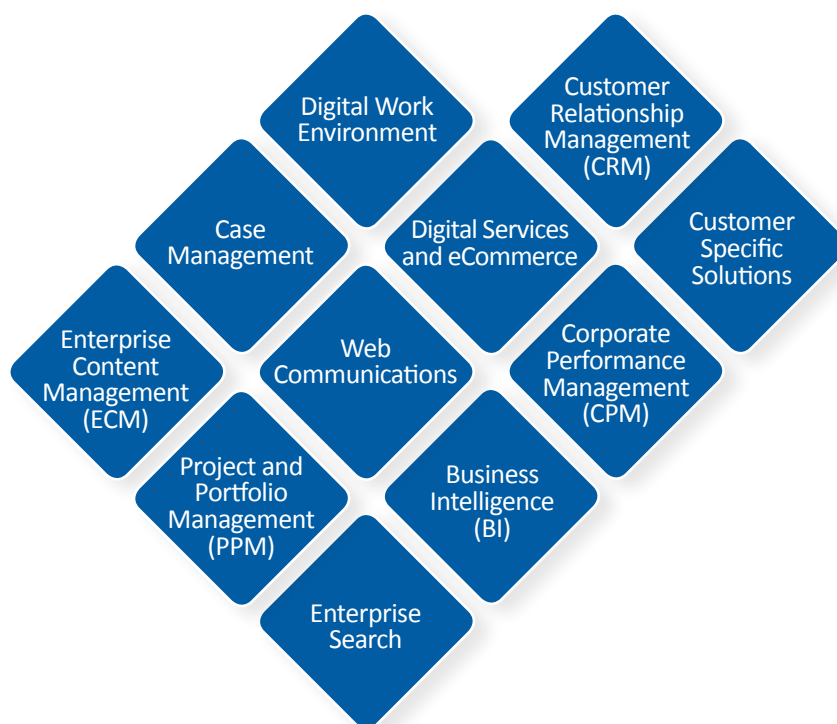 Digital Work
Environment
Customer
Relationship
Management
(CRM)
Case
Management
Digital Services
and eCommerce
Customer
Specific
Solutions
Enterprise
Content
Management
(ECM)
Web
Communications
Corporate
Performance
Management
(CPM)
Project and
Portfolio
Management
(PPM)
Business
Intelligence
(BI)
Enterprise
Search